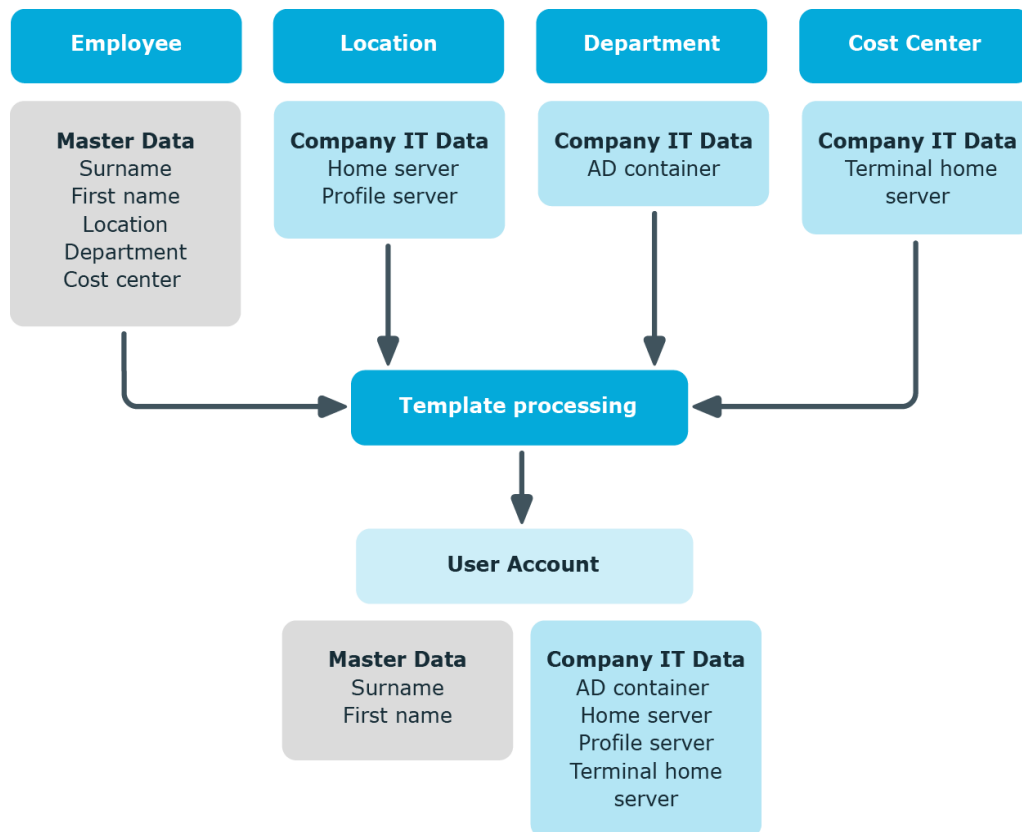 Employee
Location
Department
Cost Center
Master Data
Surname
First name
Location
Department
Cost center
Company IT Data
Home server
Profile server
Company IT Data
AD container
Company IT Data
Terminal home
server
Template processing
User Account
Master Data
Surname
First name
Company IT Data
AD container
Home server
Profile server
Terminal home
server